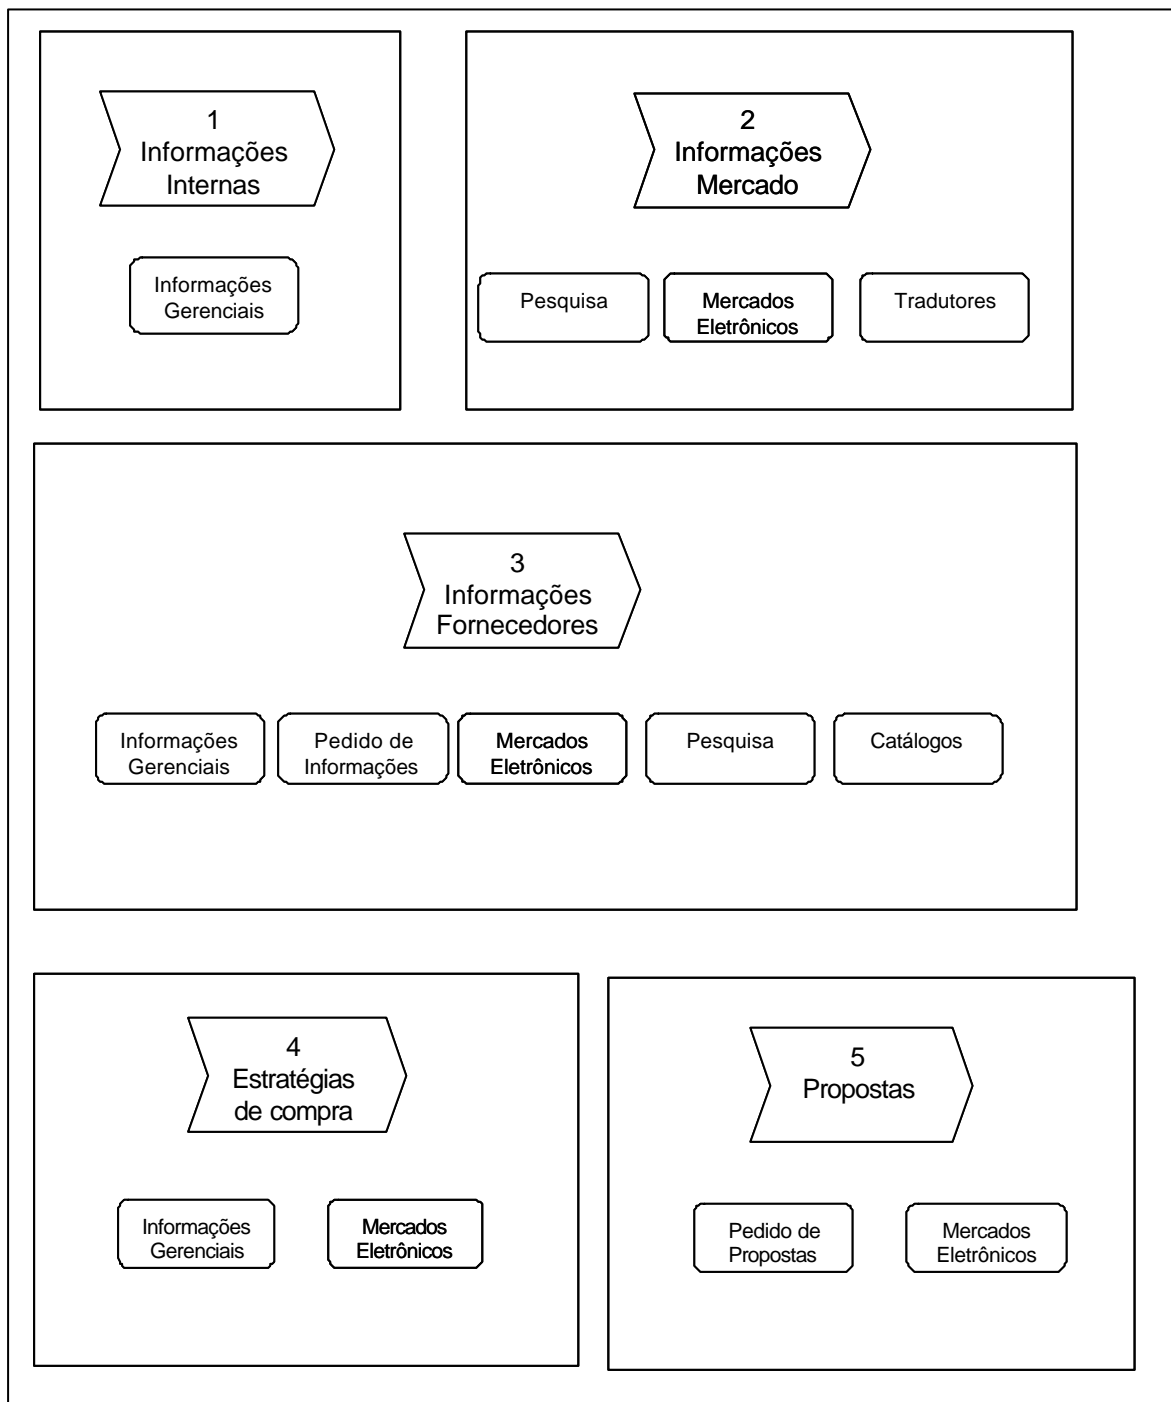 1
Informações
Internas
Informações
Gerenciais
2
Informações
Mercado
Pesquisa
Mercados
Eletrônicos
Tradutores
3
Informações
Fornecedores
Informações
Gerenciais
Pedido de
Informações
Mercados
Eletrônicos
Pesquisa
Catálogos
4
Estratégias
de compra
Informações
Gerenciais
Mercados
Eletrônicos
5
Propostas
Pedido de
Propostas
Mercados
Eletrônicos